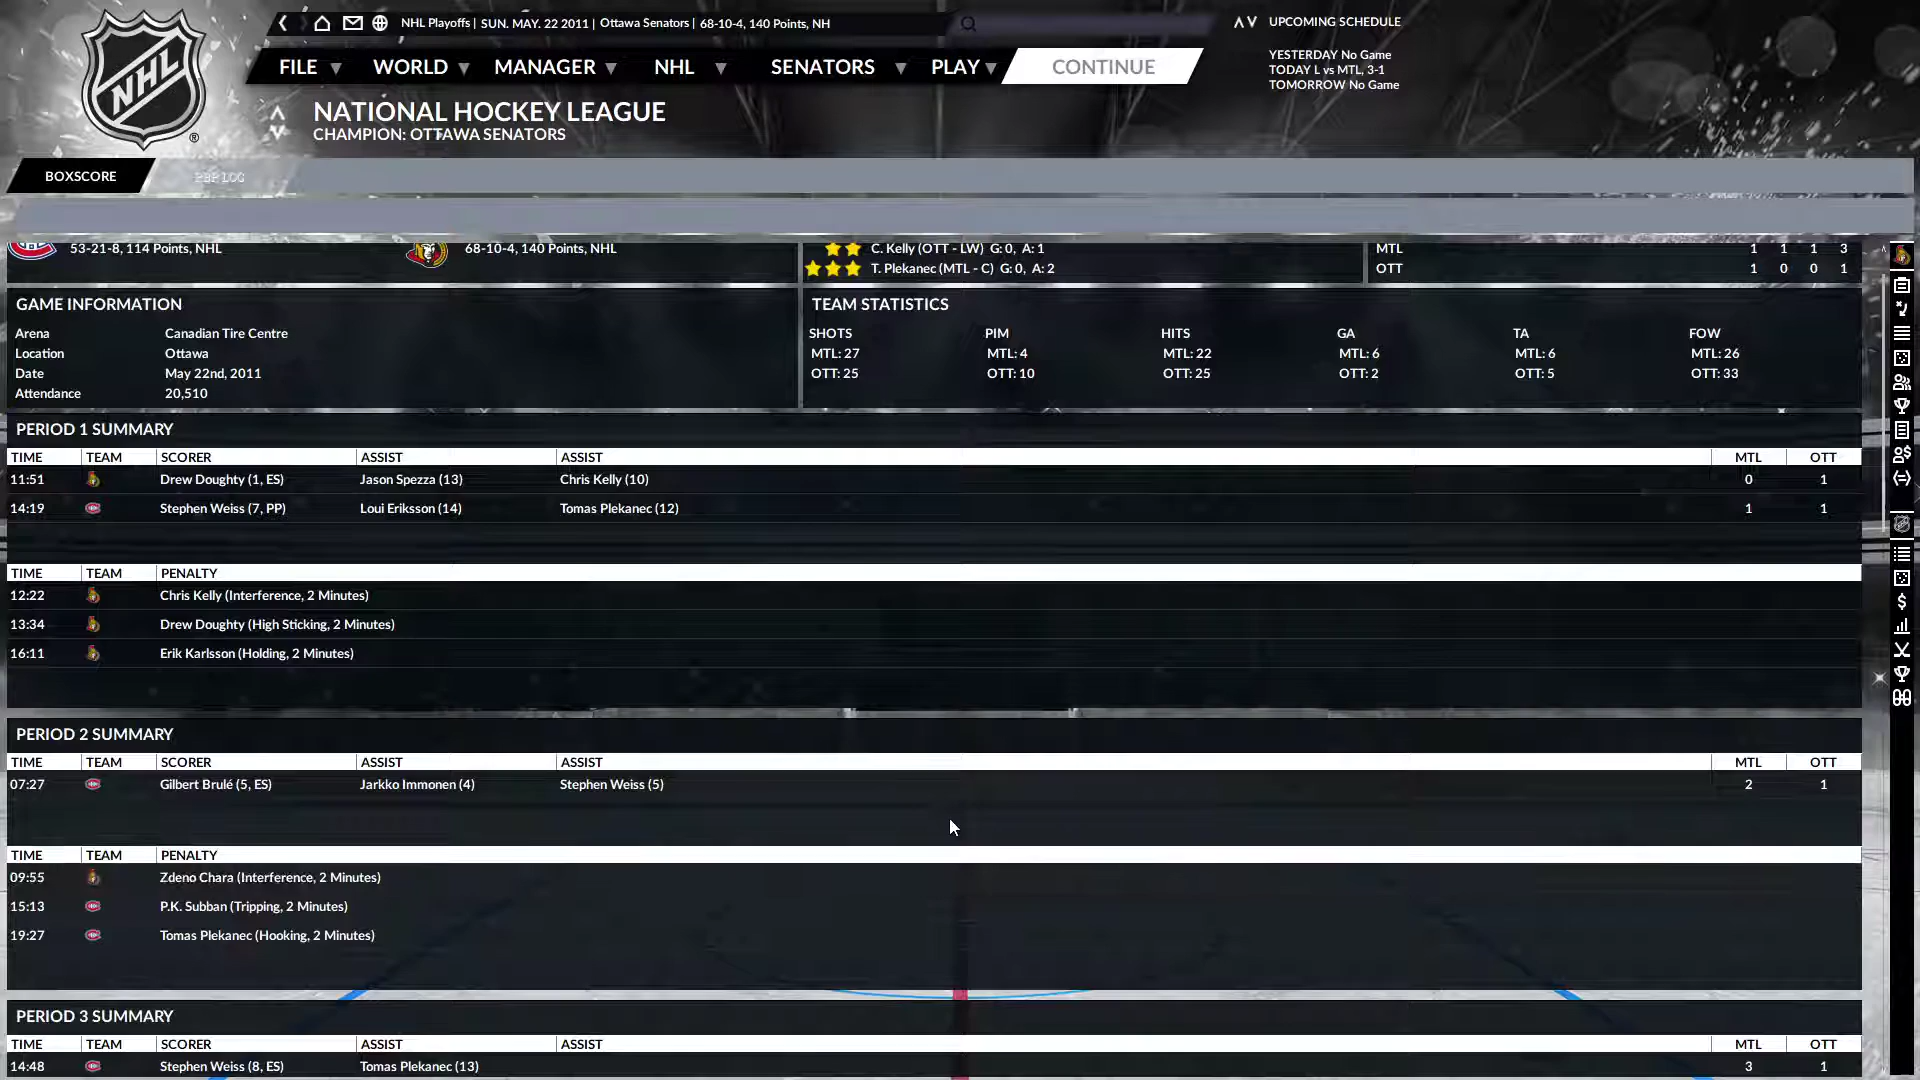 NHL Playoffs | SUN. MAY. 22 2011 | Ottawa Senators | 68-10-4, 140 Points, NH
UPCOMING SCHEDULE
YESTERDAY No Game
TODAY L vs MTL, 3-1
TOMORROW No Game
FILE WORLD MANAGER NHL SENATORS PLAY CONTINUE
NHL
NATIONAL HOCKEY LEAGUE
CHAMPION: OTTAWA SENATORS
BOXSCORE PBP LOG
53-21-8, 114 Points, NHL 68-10-4, 140 Points, NHL
C. Kelly (OTT - LW) G: 0, A: 1
T. Plekanec (MTL - C) G: 0, A: 2
MTL 1 1 1 3
OTT 1 0 0 1
GAME INFORMATION
Arena Canadian Tire Centre
Location Ottawa
Date May 22nd, 2011
Attendance 20,510
TEAM STATISTICS
SHOTS PIM HITS GA TA FOW
MTL: 27 MTL: 4 MTL: 22 MTL: 6 MTL: 6 MTL: 26
OTT: 25 OTT: 10 OTT: 25 OTT: 2 OTT: 5 OTT: 33
PERIOD 1 SUMMARY
TIME TEAM SCORER ASSIST ASSIST MTL OTT
11:51 Drew Doughty (1, ES) Jason Spezza (13) Chris Kelly (10) 0 1
14:19 Stephen Weiss (7, PP) Loui Eriksson (14) Tomas Plekanec (12) 1 1
TIME TEAM PENALTY
12:22 Chris Kelly (Interference, 2 Minutes)
13:34 Drew Doughty (High Sticking, 2 Minutes)
16:11 Erik Karlsson (Holding, 2 Minutes)
PERIOD 2 SUMMARY
TIME TEAM SCORER ASSIST ASSIST MTL OTT
07:27 Gilbert Brulé (5, ES) Jarkko Immonen (4) Stephen Weiss (5) 2 1
TIME TEAM PENALTY
09:55 Zdeno Chara (Interference, 2 Minutes)
15:13 P.K. Subban (Tripping, 2 Minutes)
19:27 Tomas Plekanec (Hooking, 2 Minutes)
PERIOD 3 SUMMARY
TIME TEAM SCORER ASSIST ASSIST MTL OTT
14:48 Stephen Weiss (8, ES) Tomas Plekanec (13) 3 1